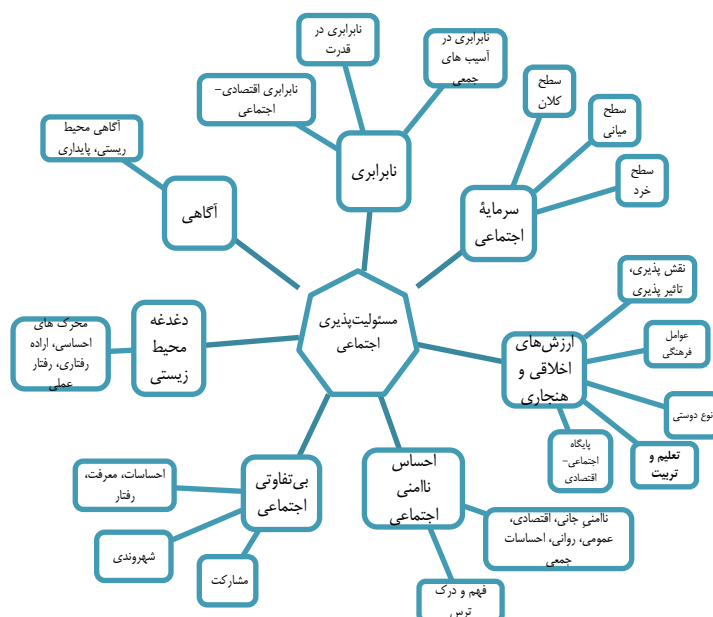 نابرابری در
قدرت
نابرابری در
آسیب های
جمعی
نابرابری اقتصادی-
اجتماعی
نابرابری
سطح
کلان
سطح
میانی
سطح
خرد
سرمایۀ
اجتماعی
آگاهی محیط
زیستی، پایداری
آگاهی
مسئولیت‌پذیری
اجتماعی
دغدغه
محیط
زیستی
محرک های
احساسی، اراده
رفتاری، رفتار
عملی
نقش پذیری،
تاثیر پذیری
عوامل
فرهنگی
نوع دوستی
تعلیم و
تربیت
پایگاه
اجتماعی-
اقتصادی
ارزش‌های
اخلاقی و
هنجاری
احساس
ناامنی
اجتماعی
ناامنیِ جانی، اقتصادی،
عمومی، روانی، احساسات
جمعی
فهم و درک
ترس
بی‌تفاوتی
اجتماعی
احساسات، معرفت،
رفتار
شهروندی
مشارکت